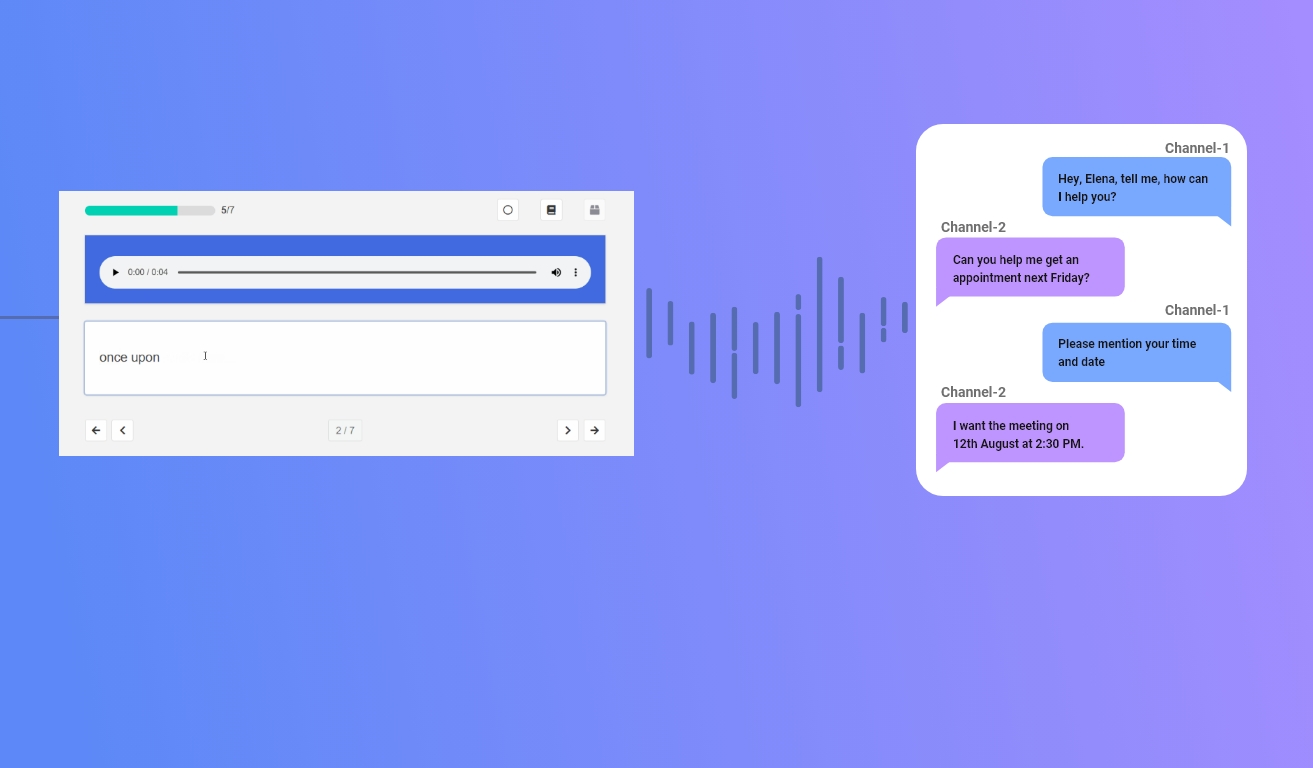 5/7
0:00 / 0:04
once upon
2 / 7
Channel-1
Hey, Elena, tell me, how can
I help you?
Channel-2
Can you help me get an
appointment next Friday?
Channel-1
Please mention your time
and date
Channel-2
I want the meeting on
12th August at 2:30 PM.